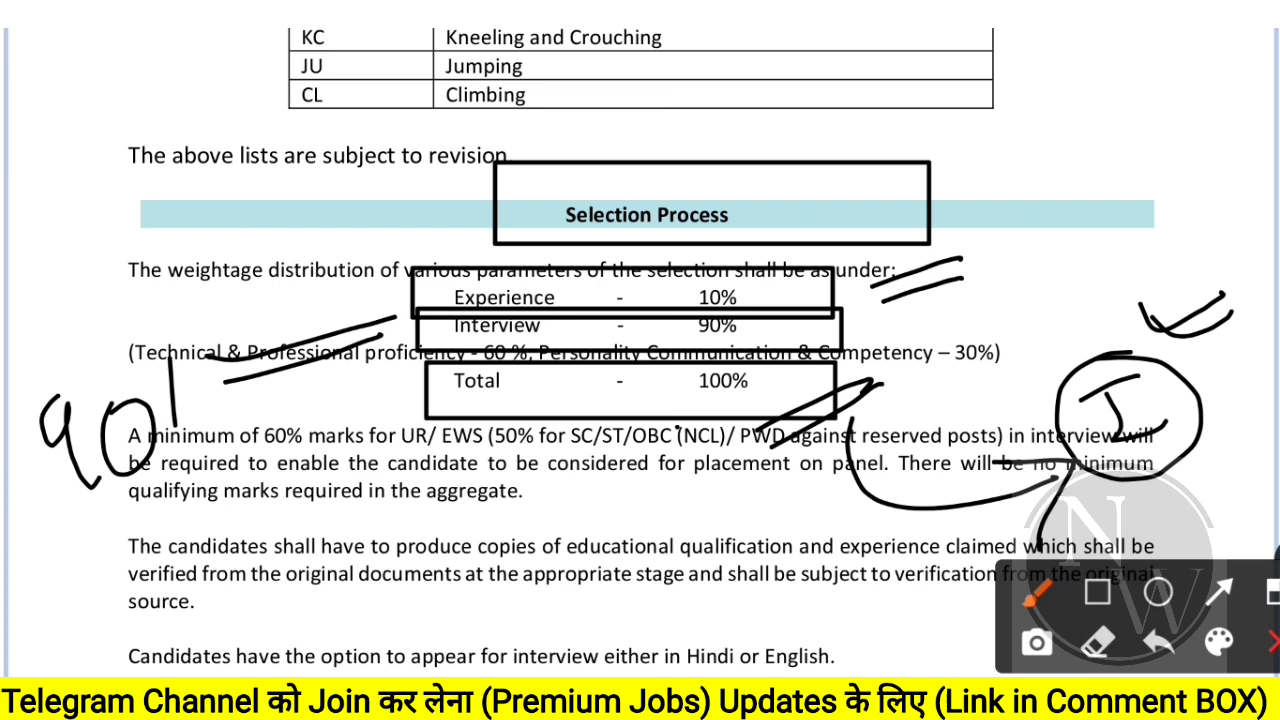 KC Kneeling and Crouching
JU Jumping
CL Climbing
The above lists are subject to revision.
Selection Process
The weightage distribution of various parameters of the selection shall be as under:
Experience - 10%
Interview - 90%
(Technical & Professional proficiency - 60 %, Personality Communication & Competency – 30%)
Total - 100%
90
I
A minimum of 60% marks for UR/ EWS (50% for SC/ST/OBC (NCL)/ PWD against reserved posts) in interview will
be required to enable the candidate to be considered for placement on panel. There will be no minimum
qualifying marks required in the aggregate.
The candidates shall have to produce copies of educational qualification and experience claimed which shall be
verified from the original documents at the appropriate stage and shall be subject to verification from the original
source.
Candidates have the option to appear for interview either in Hindi or English.
N
W
Telegram Channel को Join कर लेना (Premium Jobs) Updates के लिए (Link in Comment BOX)